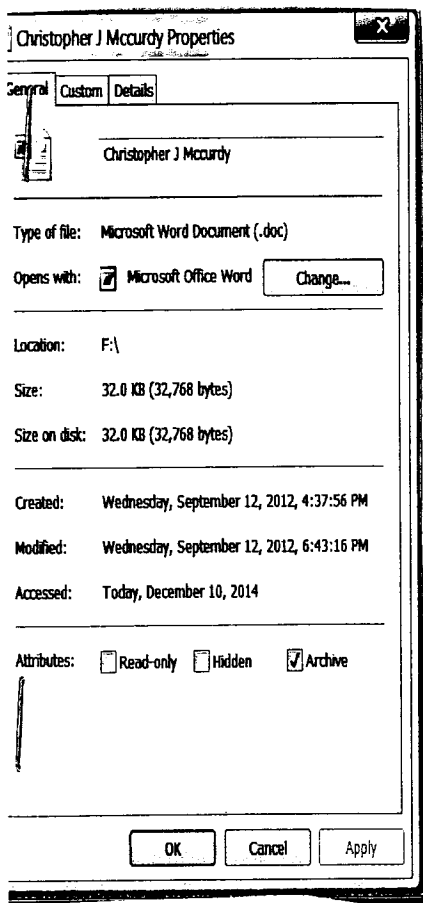 Christopher J Mccurdy Properties
General Custom Details
Christopher J Mccurdy
Type of file: Microsoft Word Document (.doc)
Opens with: Microsoft Office Word Change...
Location: F:\
Size: 32.0 KB (32,768 bytes)
Size on disk: 32.0 KB (32,768 bytes)
Created: Wednesday, September 12, 2012, 4:37:56 PM
Modified: Wednesday, September 12, 2012, 6:43:16 PM
Accessed: Today, December 10, 2014
Attributes: Read-only Hidden Archive
OK Cancel Apply